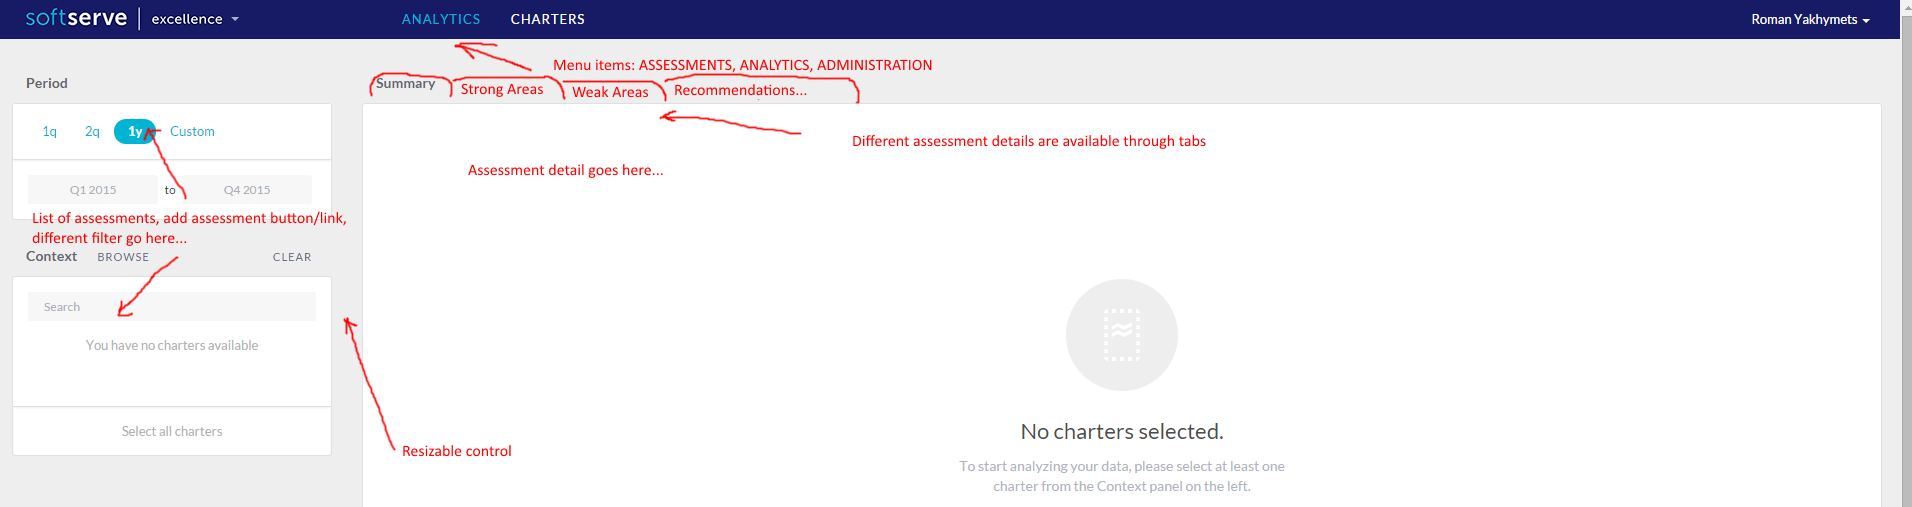 softserve excellence ANALYTICS CHARTERS Roman Yakhymets
Menu items: ASSESSMENTS, ANALYTICS, ADMINISTRATION
Period
Summary Strong Areas Weak Areas Recommendations...
1q 2q 1y Custom
Different assessment details are available through tabs
Assessment detail goes here...
Q1 2015 to Q4 2015
List of assessments, add assessment button/link,
different filter go here...
Context BROWSE CLEAR
Search
You have no charters available
Select all charters
Resizable control
No charters selected.
To start analyzing your data, please select at least one
charter from the Context panel on the left.